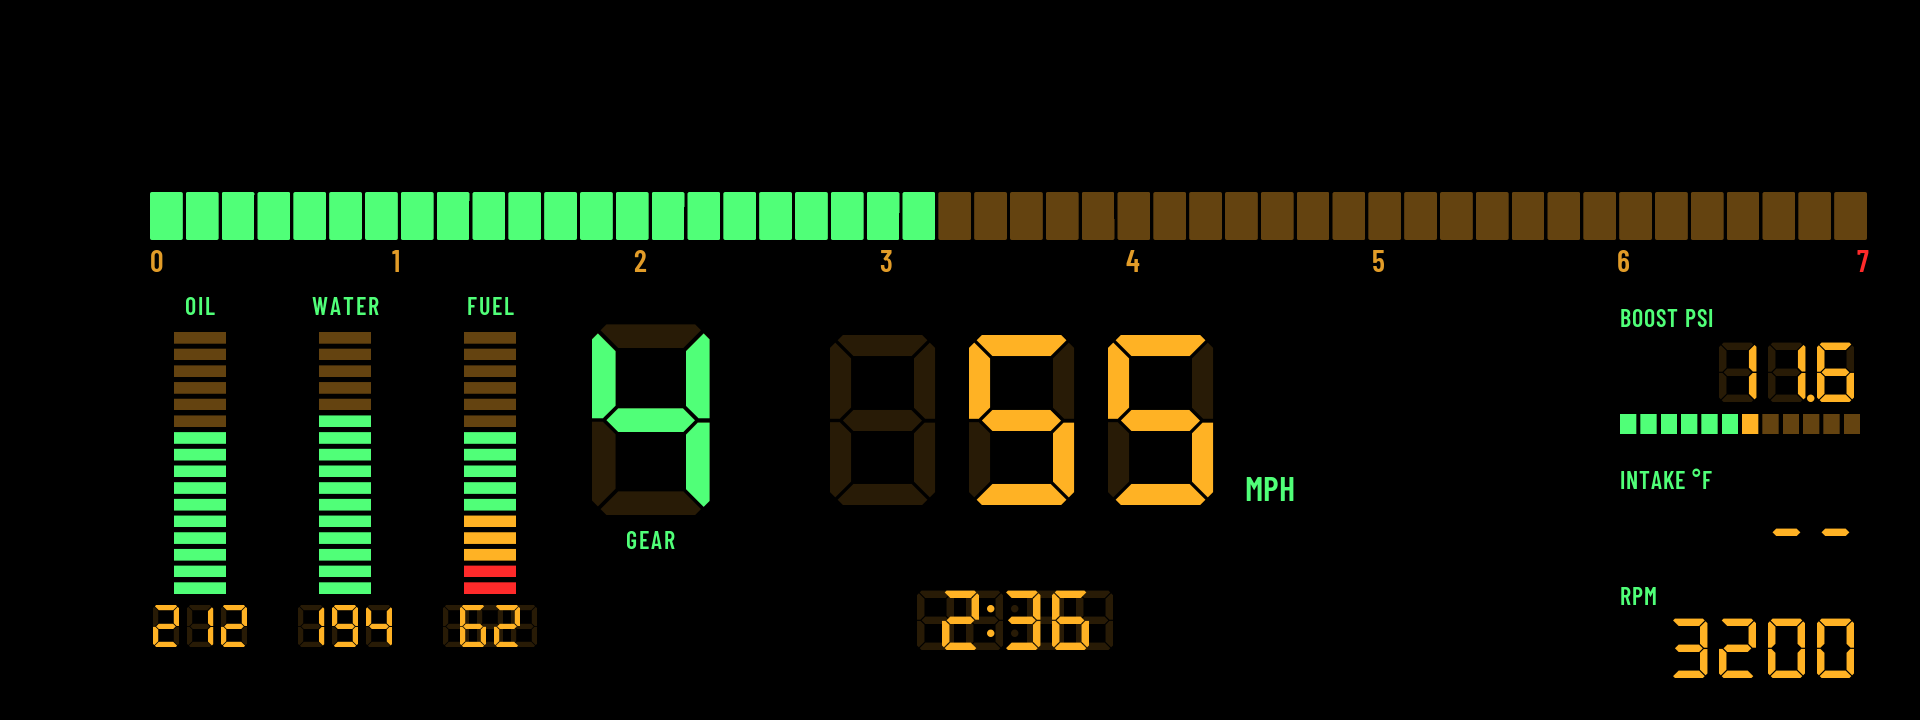 0 1 2 3 4 5 6 7
OIL WATER FUEL
BOOST PSI
4 55 MPH
11.6
INTAKE °F
GEAR
--
212 194 62
2:36
RPM
3200